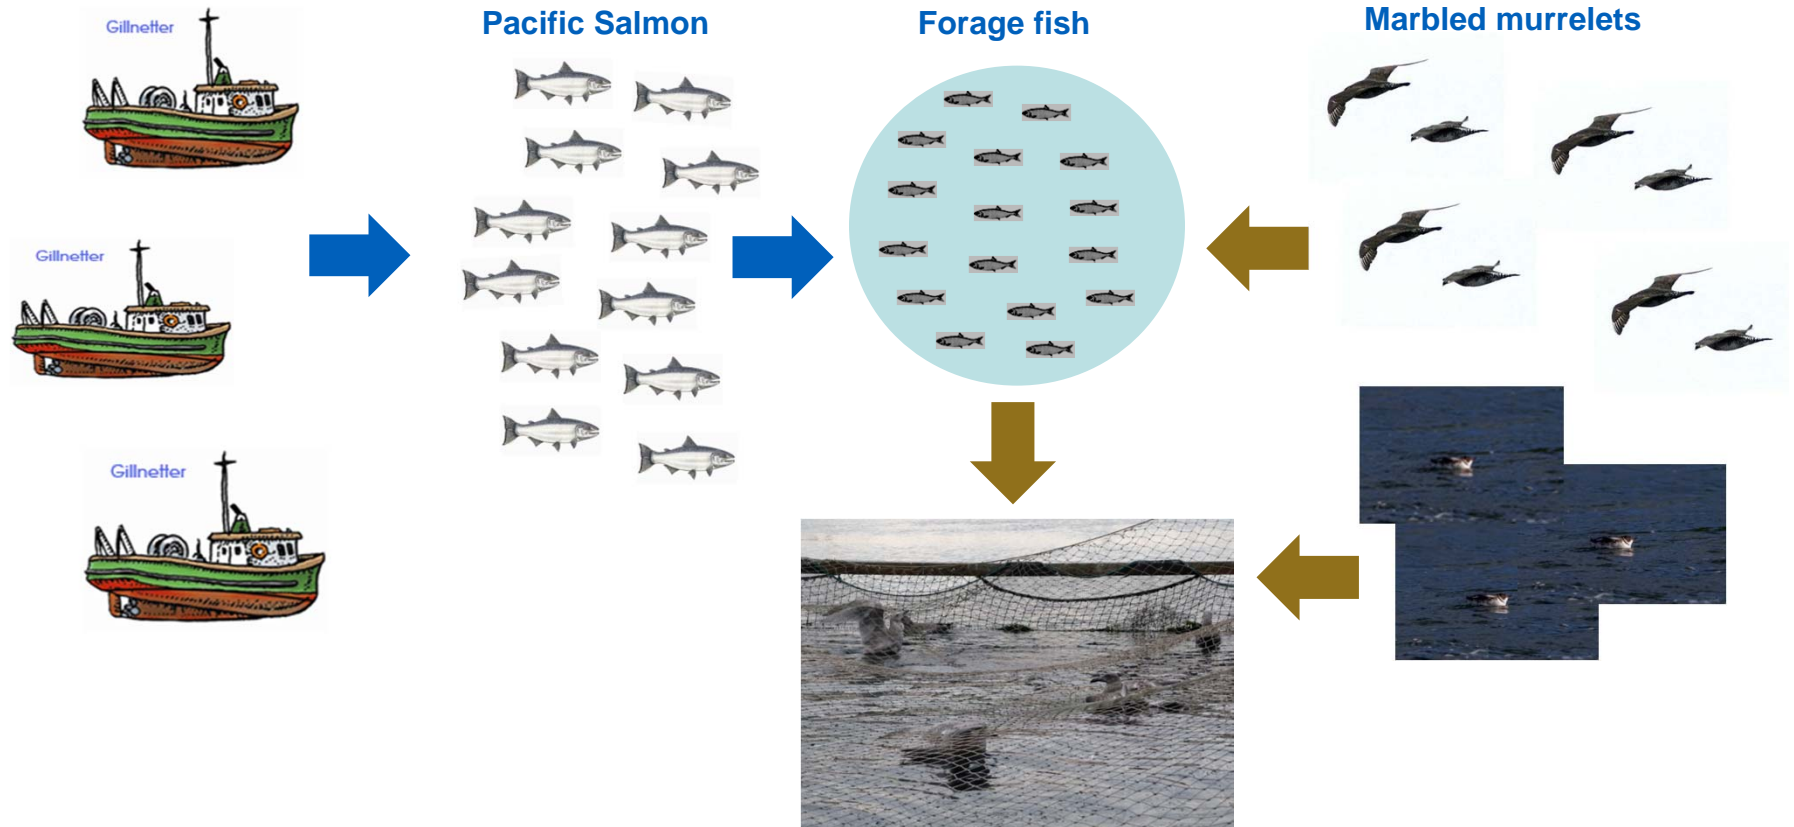 Gillnetter
Pacific Salmon
Forage fish
Marbled murrelets
Gillnetter
Gillnetter